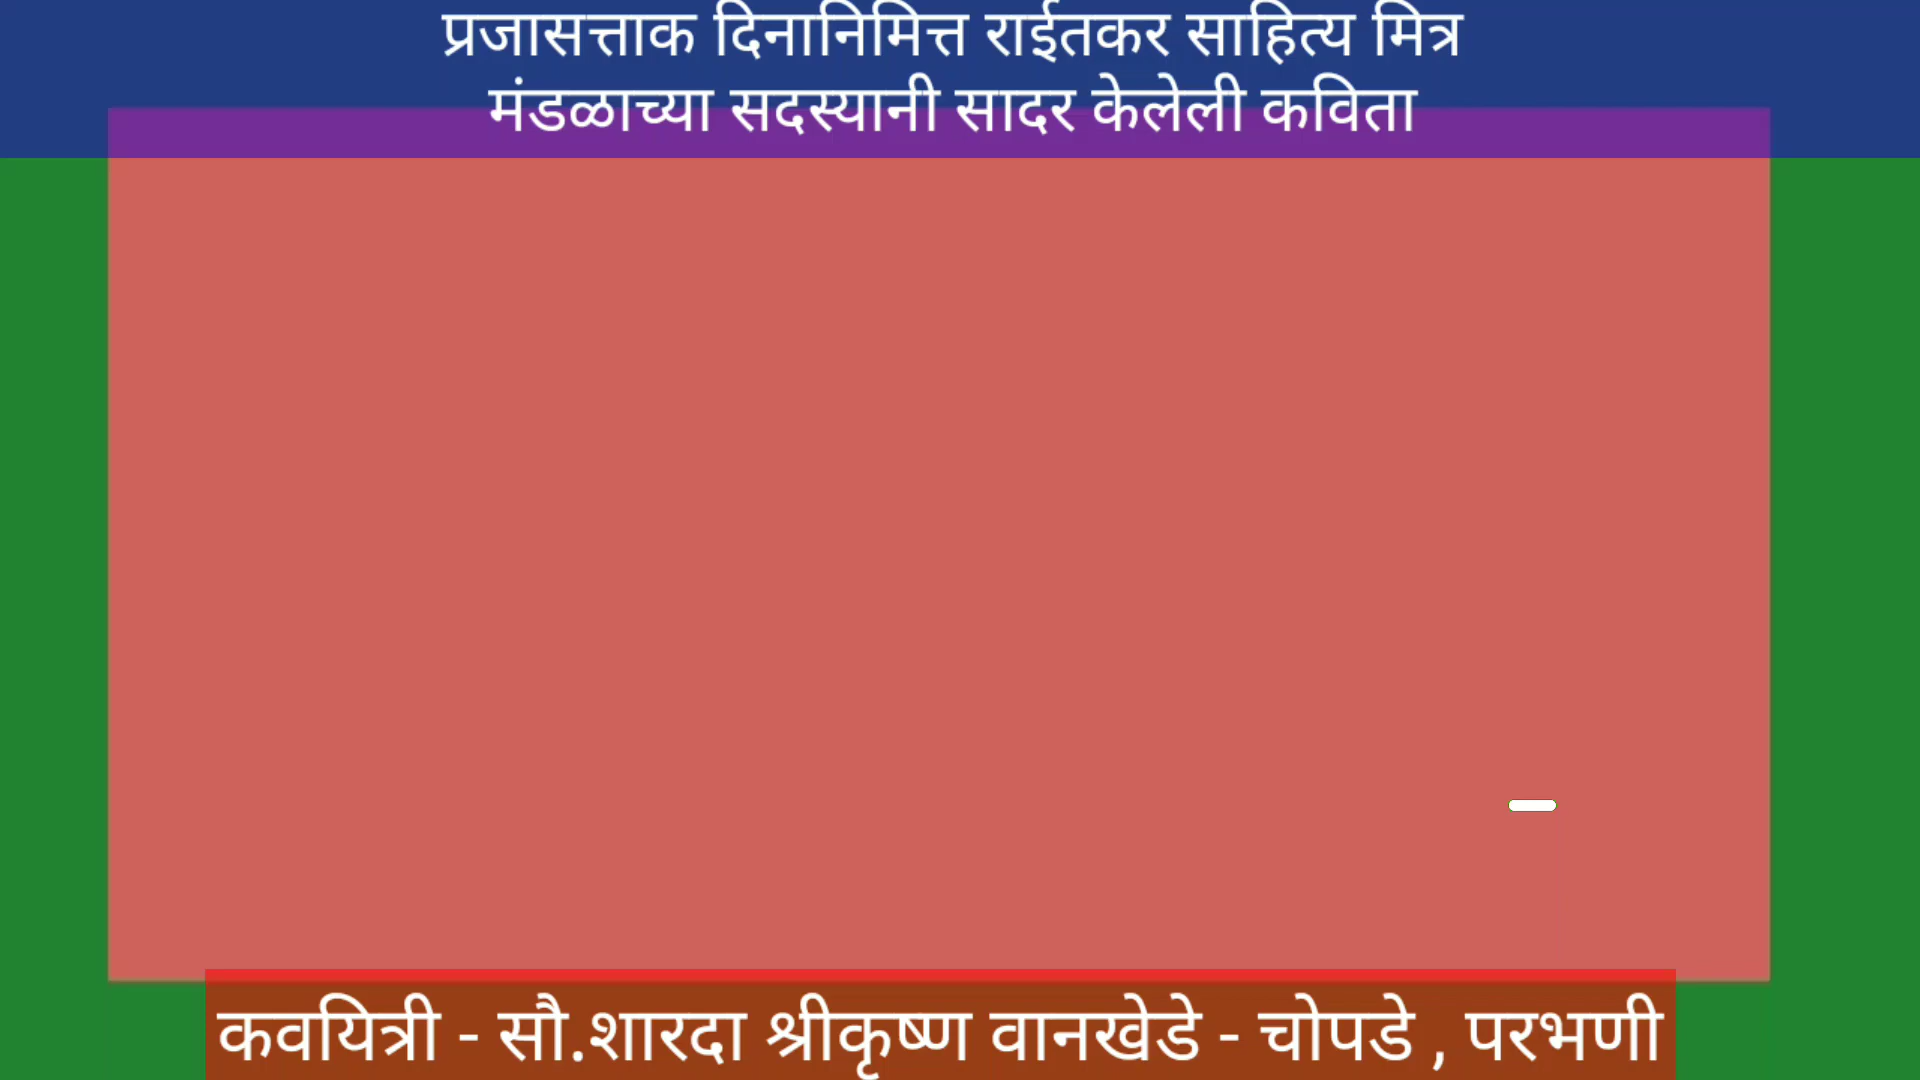 प्रजासत्ताक दिनानिमित्त राईतकर साहित्य मित्र
मंडळाच्या सदस्यानी सादर केलेली कविता
कवयित्री - सौ.शारदा श्रीकृष्ण वानखेडे - चोपडे , परभणी